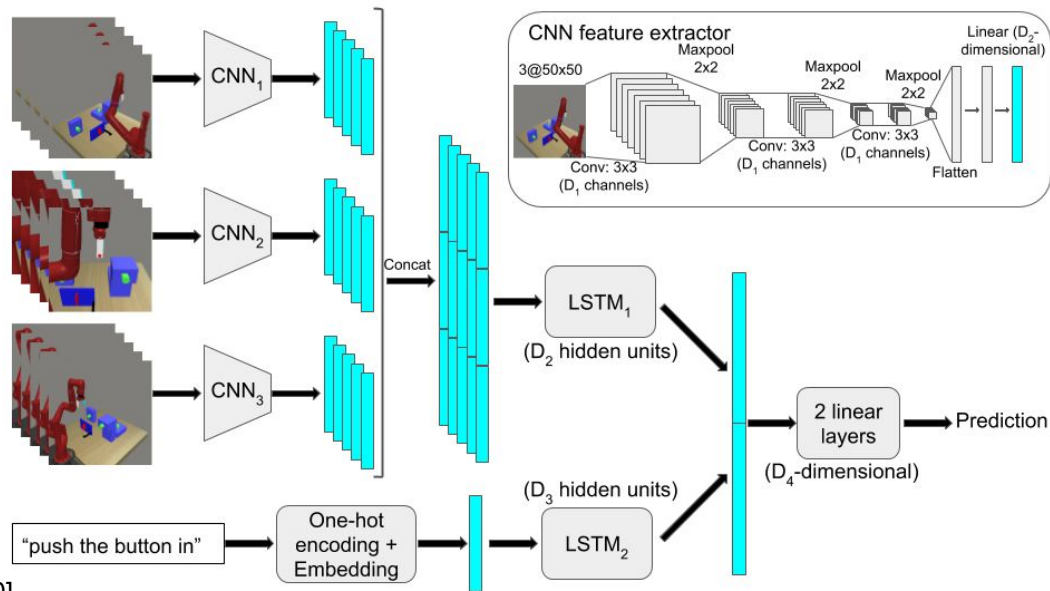 CNN₁
CNN₂
CNN₃
Concat
CNN feature extractor
3@50x50
Maxpool
2x2
Maxpool
2x2
Maxpool
2x2
Linear (D₂-
dimensional)
Conv: 3x3
(D₁ channels)
Conv: 3x3
(D₁ channels)
Conv: 3x3
(D₁ channels)
Flatten
LSTM₁
(D₂ hidden units)
2 linear
layers
(D₄-dimensional)
Prediction
"push the button in"
One-hot
encoding +
Embedding
(D₃ hidden units)
LSTM₂